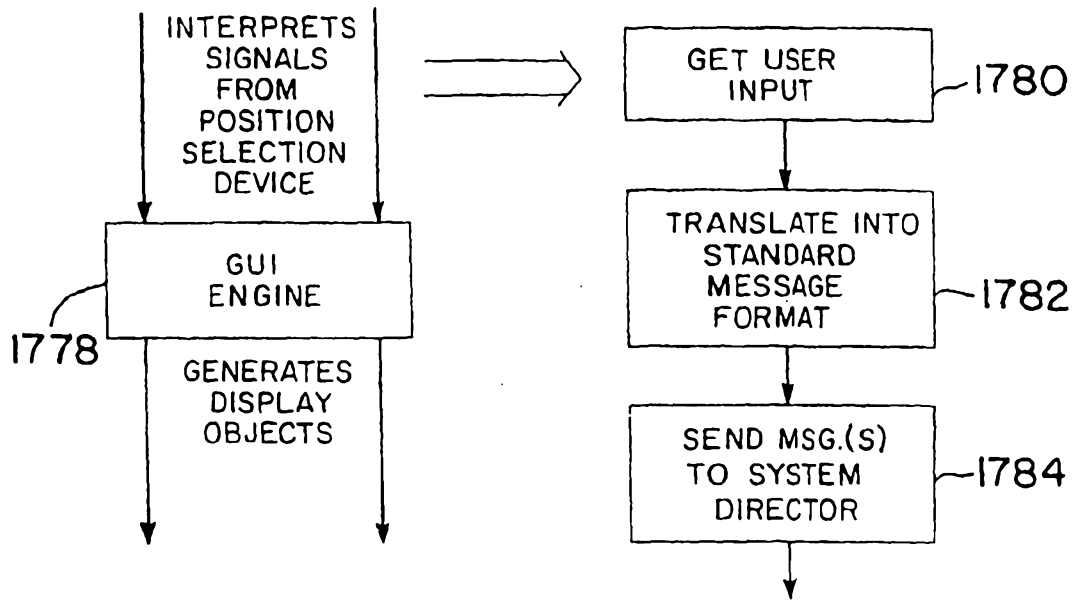 INTERPRETS
SIGNALS
FROM
POSITION
SELECTION
DEVICE
GUI
ENGINE
1778
GENERATES
DISPLAY
OBJECTS
GET USER
INPUT
1780
TRANSLATE INTO
STANDARD
MESSAGE
FORMAT
1782
SEND MSG.(S)
TO SYSTEM
DIRECTOR
1784